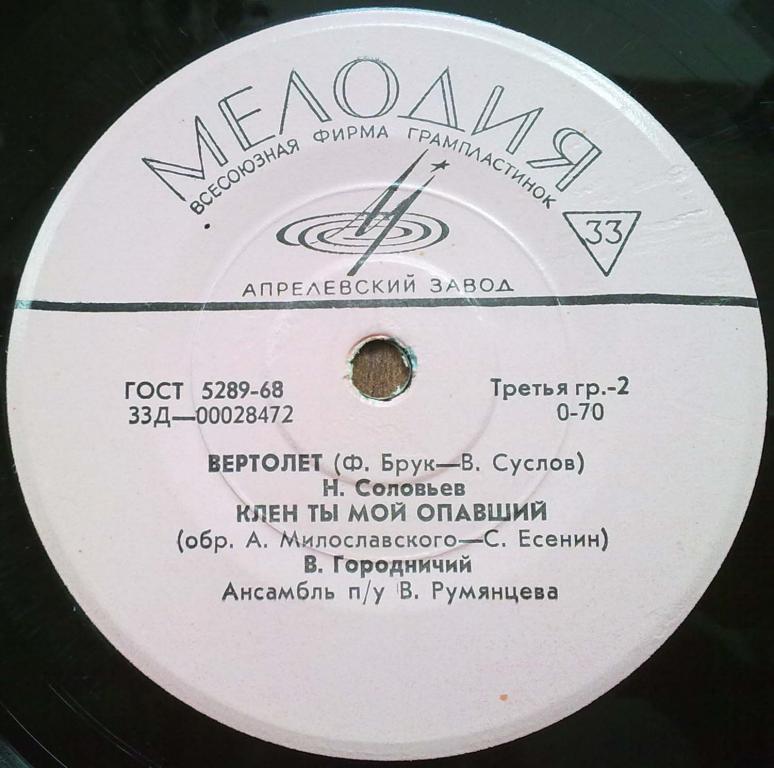 МЕЛОДИЯ
ВСЕСОЮЗНАЯ ФИРМА ГРАМПЛАСТИНОК
33
АПРЕЛЕВСКИЙ ЗАВОД
ГОСТ 5289-68 Третья гр.-2
33Д—00028472 0-70
ВЕРТОЛЕТ (Ф. Брук—В. Суслов)
Н. Соловьев
КЛЕН ТЫ МОЙ ОПАВШИЙ
(обр. А. Милославского—С. Есенин)
В. Городничий
Ансамбль п/у В. Румянцева